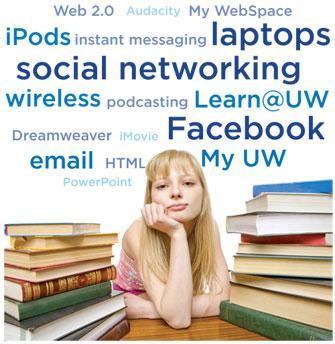 Web 2.0 Audacity My WebSpace
iPods instant messaging laptops
social networking
wireless podcasting Learn@UW
Dreamweaver iMovie Facebook
email HTML My UW
PowerPoint